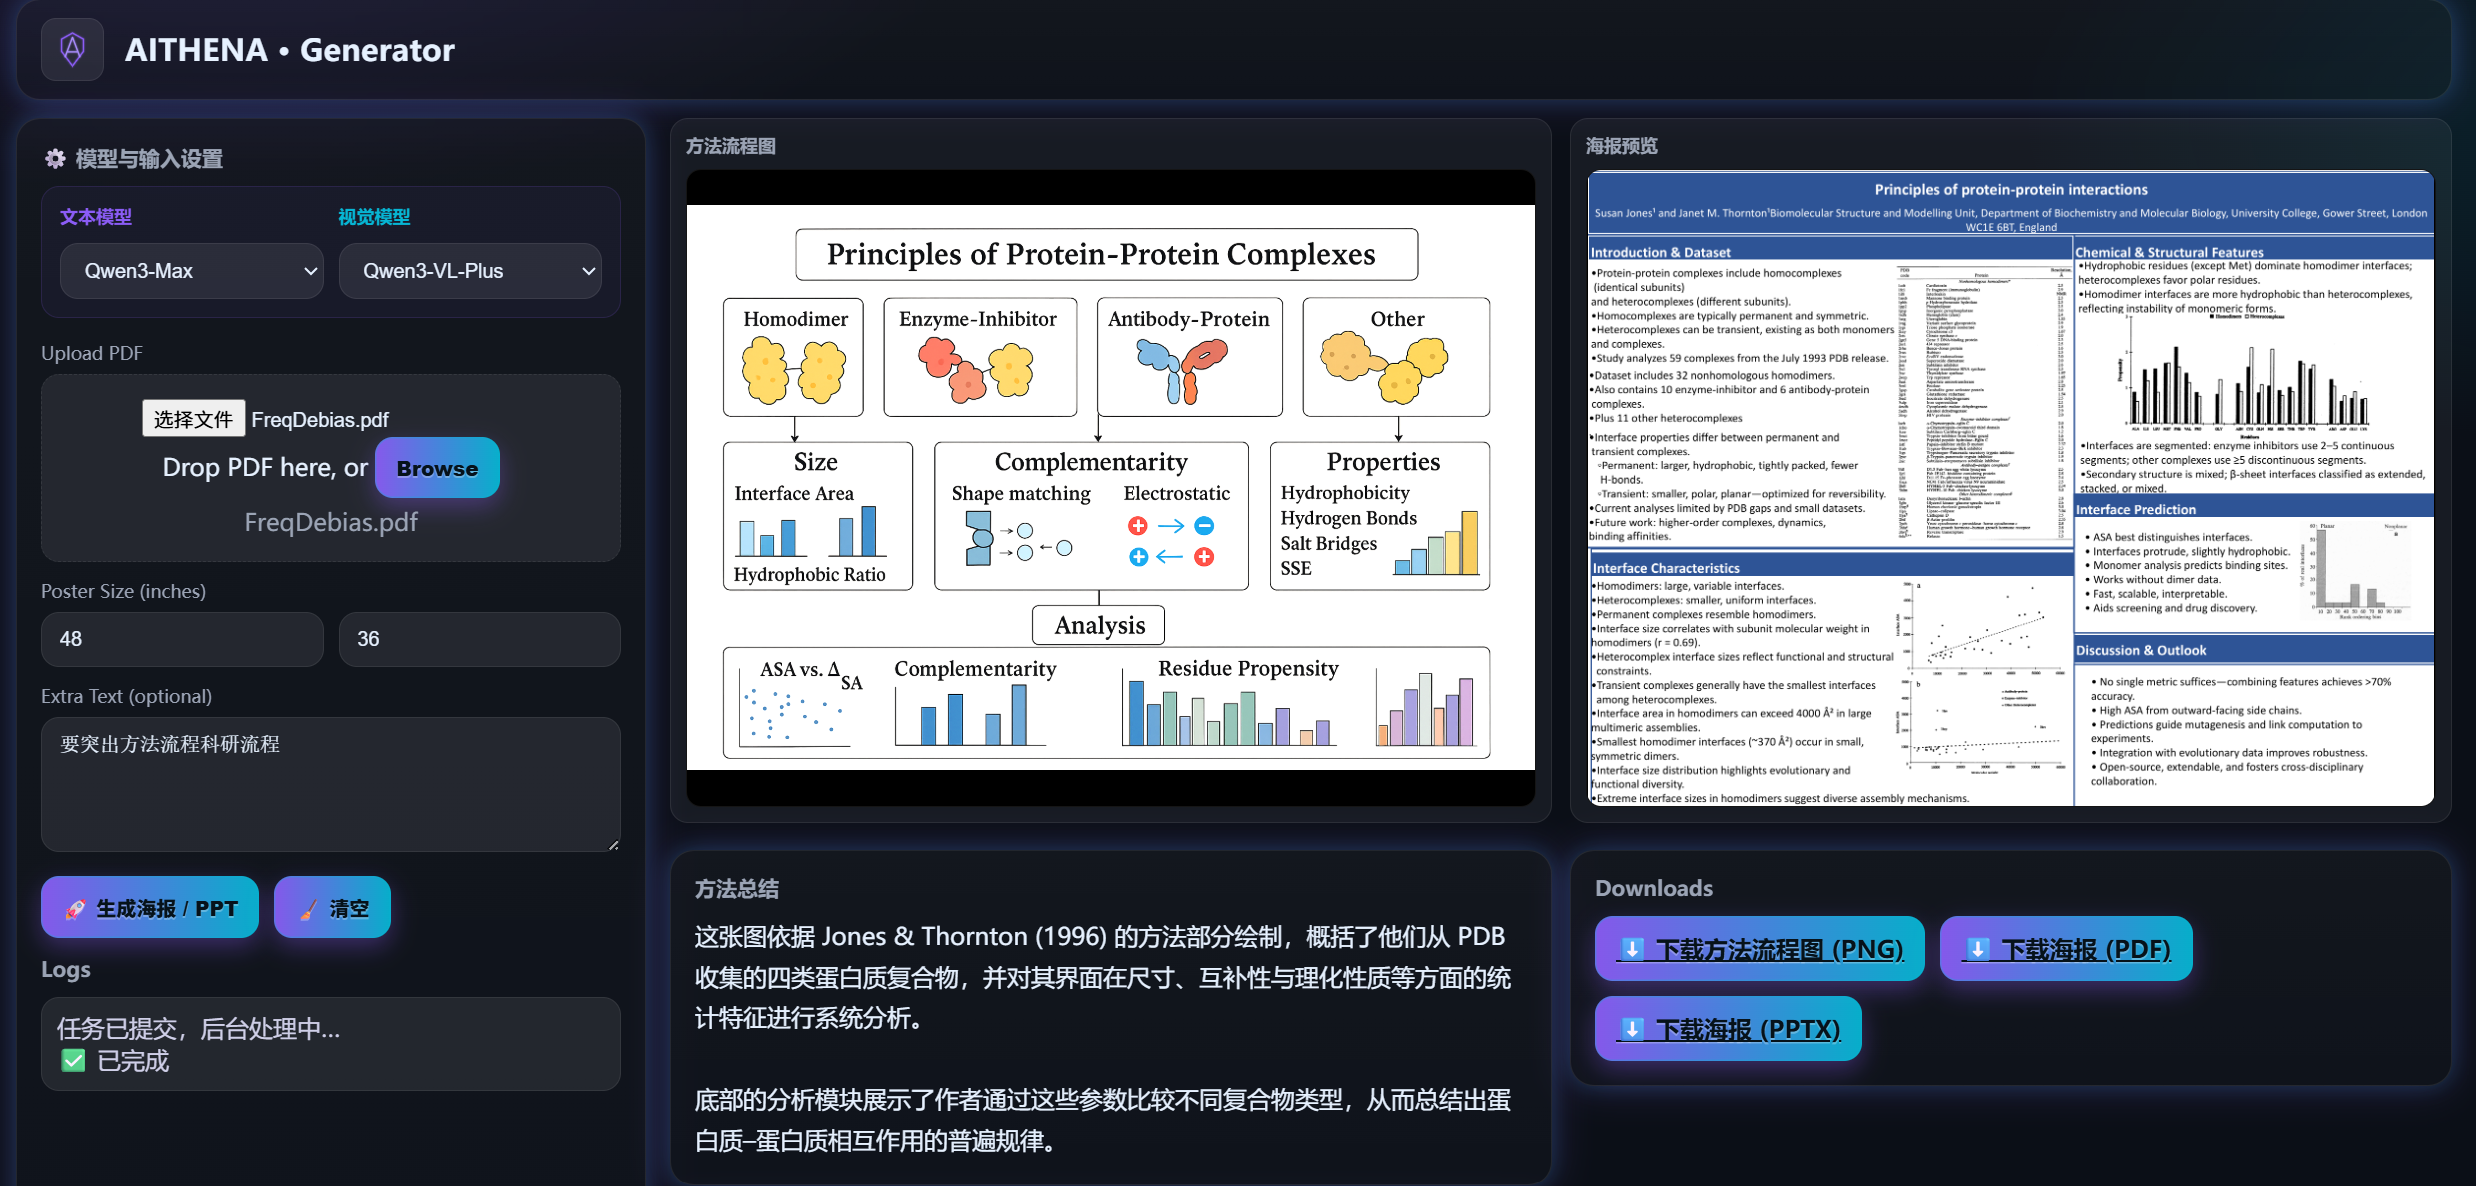 AITHENA • Generator
模型与输入设置
文本模型
视觉模型
Qwen3-Max
Qwen3-VL-Plus
Upload PDF
选择文件 FreqDebias.pdf
Drop PDF here, or Browse
FreqDebias.pdf
Poster Size (inches)
48
36
Extra Text (optional)
要突出方法流程科研流程
生成海报 / PPT
清空
Logs
任务已提交，后台处理中...
已完成
方法流程图
Principles of Protein-Protein Complexes
Homodimer
Enzyme-Inhibitor
Antibody-Protein
Other
Size
Interface Area
Hydrophobic Ratio
Complementarity
Shape matching
Electrostatic
Properties
Hydrophobicity
Hydrogen Bonds
Salt Bridges
SSE
Analysis
ASA vs. Δ SA
Complementarity
Residue Propensity
方法总结
这张图依据 Jones & Thornton (1996) 的方法部分绘制，概括了他们从 PDB
收集的四类蛋白质复合物，并对其界面在尺寸、互补性与理化性质等方面的统
计特征进行系统分析。
底部的分析模块展示了作者通过这些参数比较不同复合物类型，从而总结出蛋
白质–蛋白质相互作用的普遍规律。
海报预览
Principles of protein-protein interactions
Susan Jones¹ and Janet M. Thornton¹Biomolecular Structure and Modelling Unit, Department of Biochemistry and Molecular Biology, University College, Gower Street, London
WC1E 6BT, England
Introduction & Dataset
•Protein-protein complexes include homocomplexes
(identical subunits)
and heterocomplexes (different subunits).
•Homocomplexes are typically permanent and symmetric.
•Heterocomplexes can be transient, existing as both monomers
and complexes.
•Study analyzes 59 complexes from the July 1993 PDB release.
•Dataset includes 32 nonhomologous homodimers.
•Also contains 10 enzyme-inhibitor and 6 antibody-protein
complexes.
•Plus 11 other heterocomplexes
•Interface properties differ between permanent and
transient complexes.
◦Permanent: larger, hydrophobic, tightly packed, fewer
H-bonds.
◦Transient: smaller, polar, planar—optimized for reversibility.
•Current analyses limited by PDB gaps and small datasets.
•Future work: higher-order complexes, dynamics,
binding affinities.
Interface Characteristics
•Homodimers: large, variable interfaces.
•Heterocomplexes: smaller, uniform interfaces.
•Permanent complexes resemble homodimers.
•Interface size correlates with subunit molecular weight in
homodimers (r = 0.69).
•Heterocomplex interface sizes reflect functional and structural
constraints.
•Transient complexes generally have the smallest interfaces
among heterocomplexes.
•Interface area in homodimers can exceed 4000 Å² in large
multimeric assemblies.
•Smallest homodimer interfaces (~370 Å²) occur in small,
symmetric dimers.
•Interface size distribution highlights evolutionary and
functional diversity.
•Extreme interface sizes in homodimers suggest diverse assembly mechanisms.
Chemical & Structural Features
•Hydrophobic residues (except Met) dominate homodimer interfaces;
heterocomplexes favor polar residues.
•Homodimer interfaces are more hydrophobic than heterocomplexes,
reflecting instability of monomeric forms.
•Interfaces are segmented: enzyme inhibitors use 2–5 continuous
segments; other complexes use ≥5 discontinuous segments.
•Secondary structure is mixed; β-sheet interfaces classified as extended,
stacked, or mixed.
Interface Prediction
• ASA best distinguishes interfaces.
• Interfaces protrude, slightly hydrophobic.
• Monomer analysis predicts binding sites.
• Works without dimer data.
• Fast, scalable, interpretable.
• Aids screening and drug discovery.
Planar
Discussion & Outlook
• No single metric suffices—combining features achieves >70%
accuracy.
• High ASA from outward-facing side chains.
• Predictions guide mutagenesis and link computation to
experiments.
• Integration with evolutionary data improves robustness.
• Open-source, extendable, and fosters cross-disciplinary
collaboration.
Downloads
下载方法流程图 (PNG)
下载海报 (PDF)
下载海报 (PPTX)